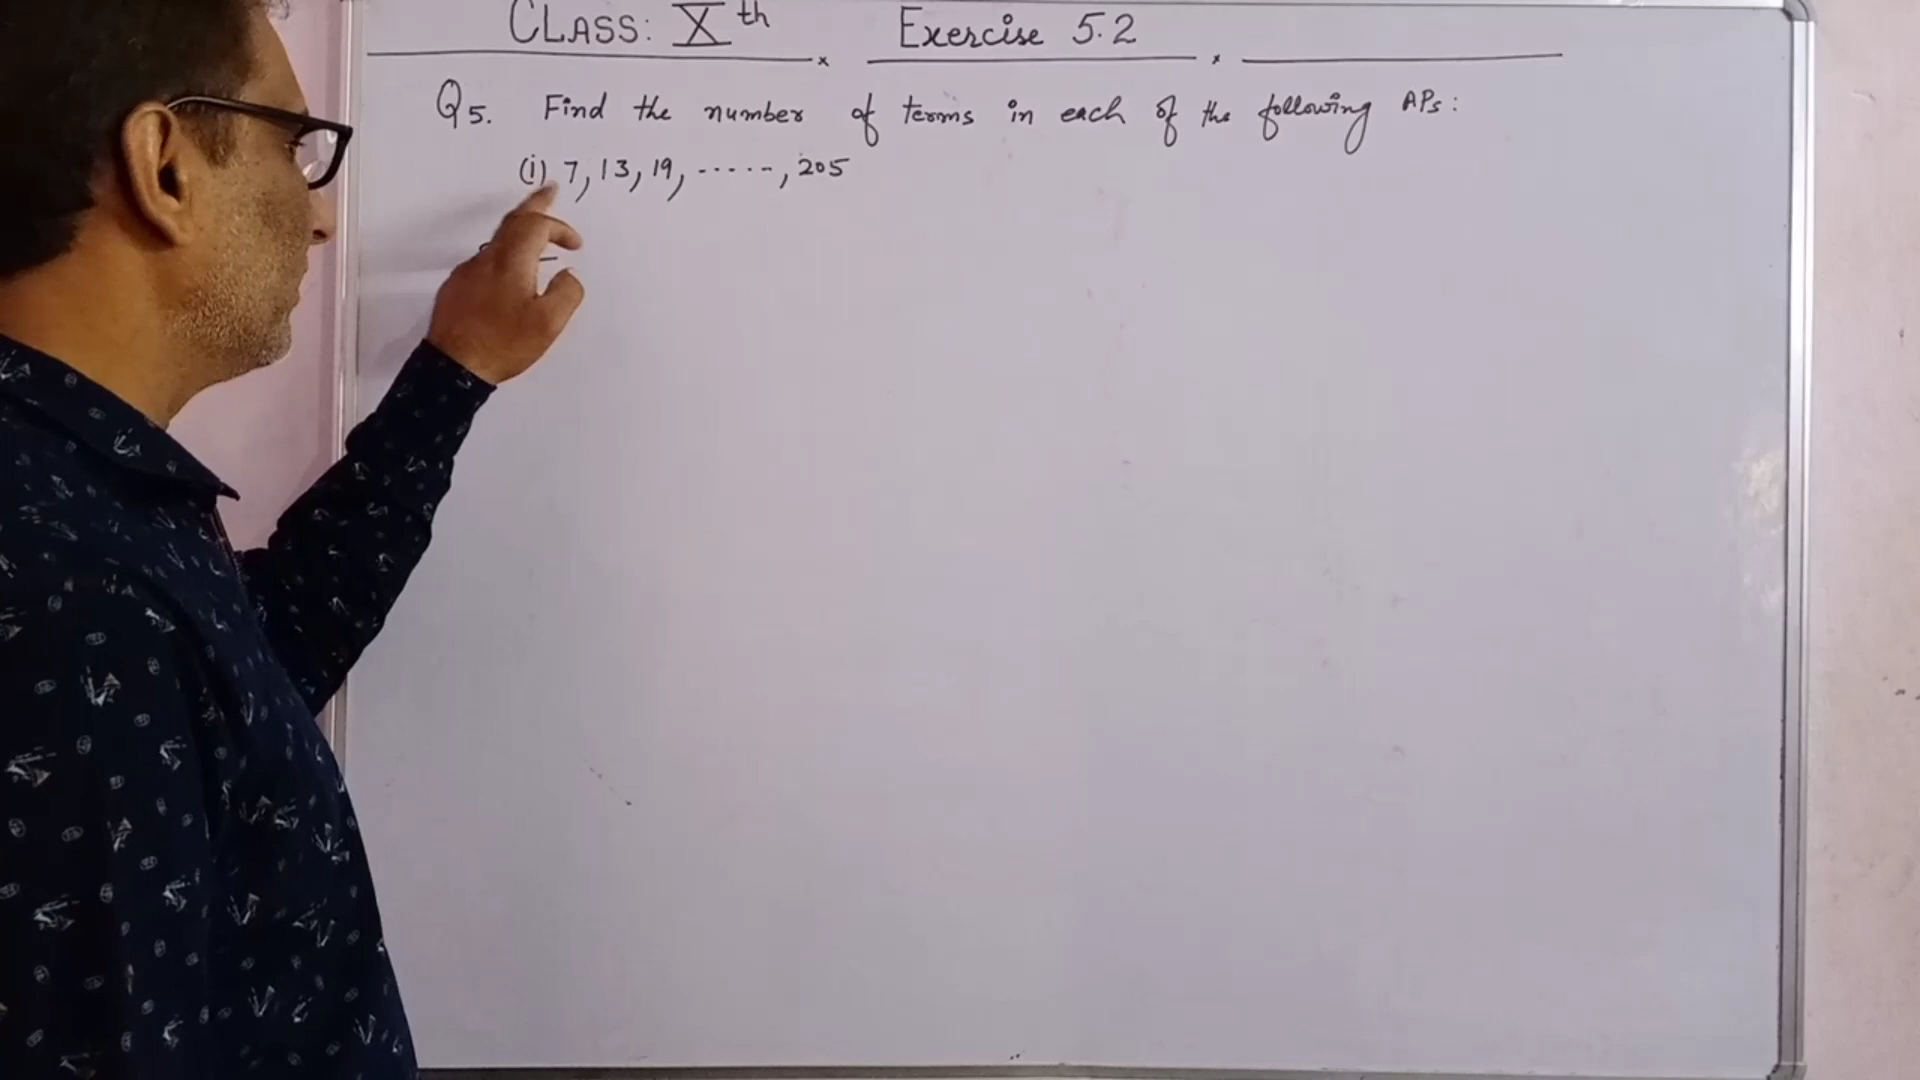 CLASS: Xth Exercise 5.2
Q5. Find the number of terms in each of the following APs:
(i) 7, 13, 19, ......, 205